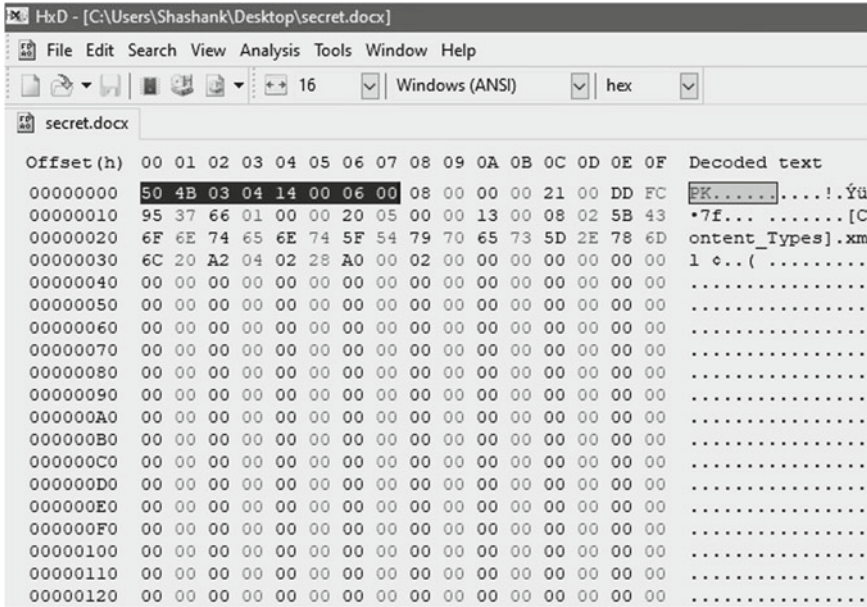 HxD - [C:\Users\Shashank\Desktop\secret.docx]
File Edit Search View Analysis Tools Window Help
16 Windows (ANSI) hex
secret.docx
Offset(h) 00 01 02 03 04 05 06 07 08 09 0A 0B 0C 0D 0E 0F Decoded text
00000000 50 4B 03 04 14 00 06 00 08 00 00 00 21 00 DD FC PK..........!.Ýü
00000010 95 37 66 01 00 00 20 05 00 00 13 00 08 02 5B 43 •7f... .......[C
00000020 6F 6E 74 65 6E 74 5F 54 79 70 65 73 5D 2E 78 6D ontent_Types].xm
00000030 6C 20 A2 04 02 28 A0 00 02 00 00 00 00 00 00 00 l ¢..( .........
00000040 00 00 00 00 00 00 00 00 00 00 00 00 00 00 00 00 ................
00000050 00 00 00 00 00 00 00 00 00 00 00 00 00 00 00 00 ................
00000060 00 00 00 00 00 00 00 00 00 00 00 00 00 00 00 00 ................
00000070 00 00 00 00 00 00 00 00 00 00 00 00 00 00 00 00 ................
00000080 00 00 00 00 00 00 00 00 00 00 00 00 00 00 00 00 ................
00000090 00 00 00 00 00 00 00 00 00 00 00 00 00 00 00 00 ................
000000A0 00 00 00 00 00 00 00 00 00 00 00 00 00 00 00 00 ................
000000B0 00 00 00 00 00 00 00 00 00 00 00 00 00 00 00 00 ................
000000C0 00 00 00 00 00 00 00 00 00 00 00 00 00 00 00 00 ................
000000D0 00 00 00 00 00 00 00 00 00 00 00 00 00 00 00 00 ................
000000E0 00 00 00 00 00 00 00 00 00 00 00 00 00 00 00 00 ................
000000F0 00 00 00 00 00 00 00 00 00 00 00 00 00 00 00 00 ................
00000100 00 00 00 00 00 00 00 00 00 00 00 00 00 00 00 00 ................
00000110 00 00 00 00 00 00 00 00 00 00 00 00 00 00 00 00 ................
00000120 00 00 00 00 00 00 00 00 00 00 00 00 00 00 00 00 ................